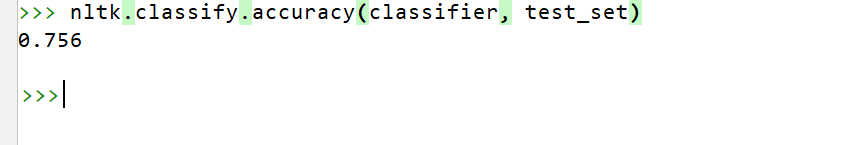 >>> nltk.classify.accuracy(classifier, test_set)
0.756
>>>